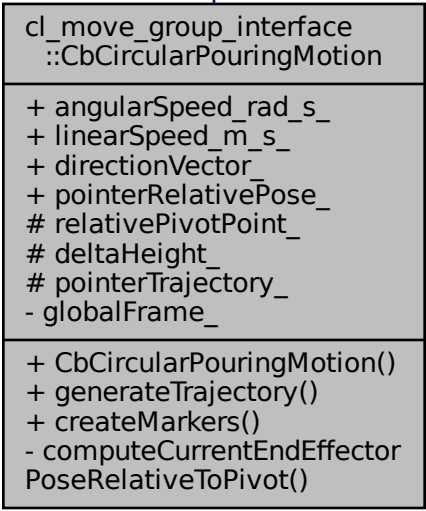 cl_move_group_interface
::CbCircularPouringMotion
+ angularSpeed_rad_s_
+ linearSpeed_m_s_
+ directionVector_
+ pointerRelativePose_
# relativePivotPoint_
# deltaHeight_
# pointerTrajectory_
- globalFrame_
+ CbCircularPouringMotion()
+ generateTrajectory()
+ createMarkers()
- computeCurrentEndEffector
PoseRelativeToPivot()